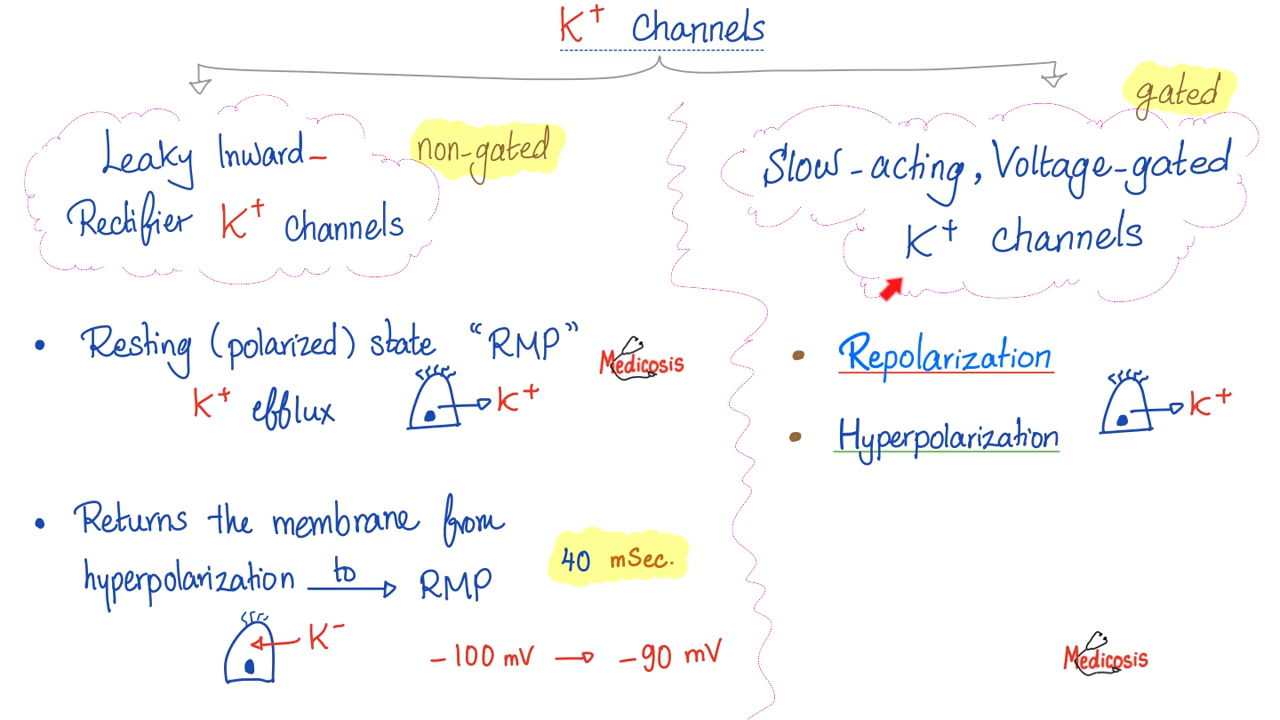 K+ Channels
Leaky Inward-
Rectifier K+ channels
non-gated
• Resting (polarized) state "RMP"
K+ efflux
K+
Medicosis
• Returns the membrane from
hyperpolarization to RMP
40 mSec.
K-
-100 mV → -90 mV
gated
Slow-acting, Voltage-gated
K+ channels
• Repolarization
• Hyperpolarization
K+
Medicosis